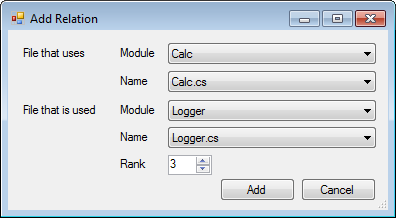 Add Relation
File that uses Module Calc
Name Calc.cs
File that is used Module Logger
Name Logger.cs
Rank 3
Add Cancel